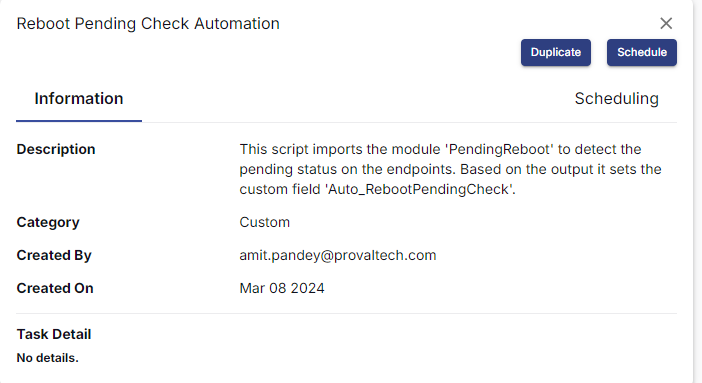 Reboot Pending Check Automation
Duplicate
Schedule
Information
Scheduling
Description
This script imports the module 'PendingReboot' to detect the
pending status on the endpoints. Based on the output it sets the
custom field 'Auto_RebootPendingCheck'.
Category
Custom
Created By
amit.pandey@provaltech.com
Created On
Mar 08 2024
Task Detail
No details.